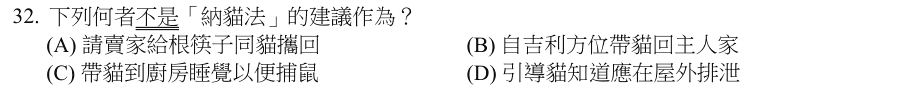 32. 下列何者不是「納貓法」的建議作為？
(A) 請賣家給根筷子同貓攜回 (B) 自吉利方位帶貓回主人家
(C) 帶貓到廚房睡覺以便捕鼠 (D) 引導貓知道應在屋外排泄